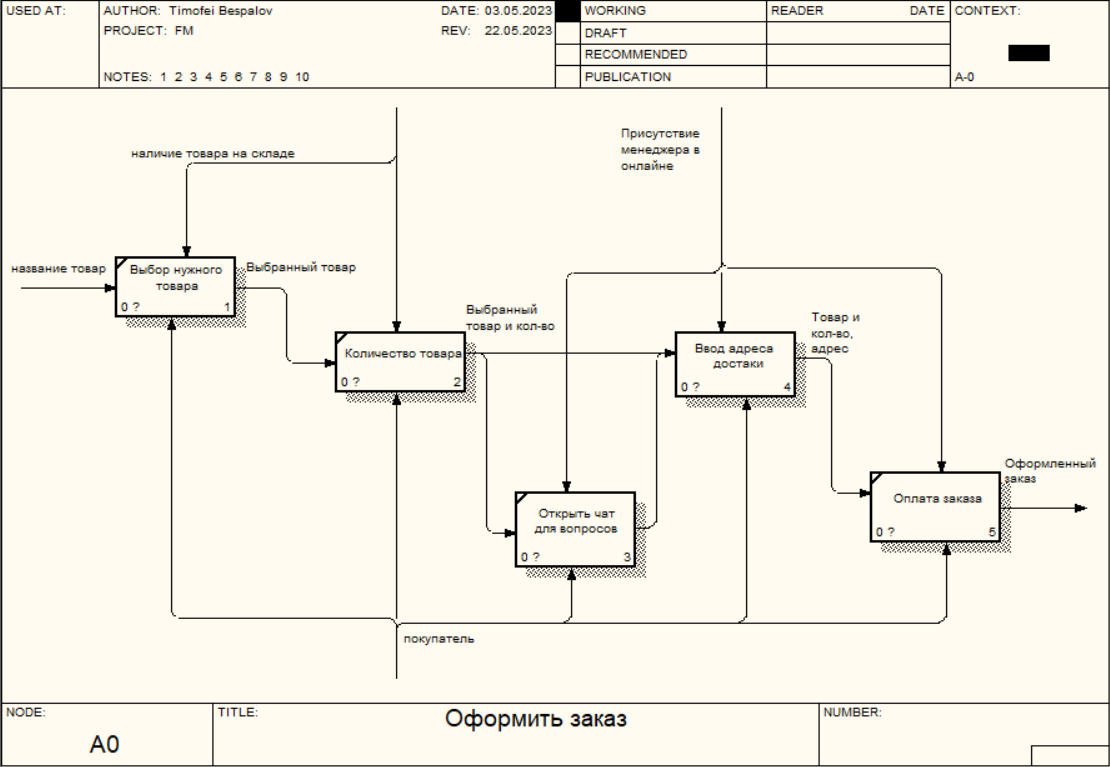 USED AT:
AUTHOR: Timofei Bespalov
DATE: 03.05.2023
PROJECT: FM
REV: 22.05.2023
NOTES: 1 2 3 4 5 6 7 8 9 10
WORKING
DRAFT
RECOMMENDED
PUBLICATION
READER
DATE
CONTEXT:
A-0
наличие товара на складе
Присутствие
менеджера в
онлайне
название товар
Выбор нужного
товара
0 ?
1
Выбранный товар
Выбранный
товар и кол-во
Количество товара
0 ?
2
Ввод адреса
достаки
0 ?
4
Товар и
кол-во,
адрес
Открыть чат
для вопросов
0 ?
3
Оплата заказа
0 ?
5
Оформленный
заказ
покупатель
NODE:
A0
TITLE:
Оформить заказ
NUMBER: